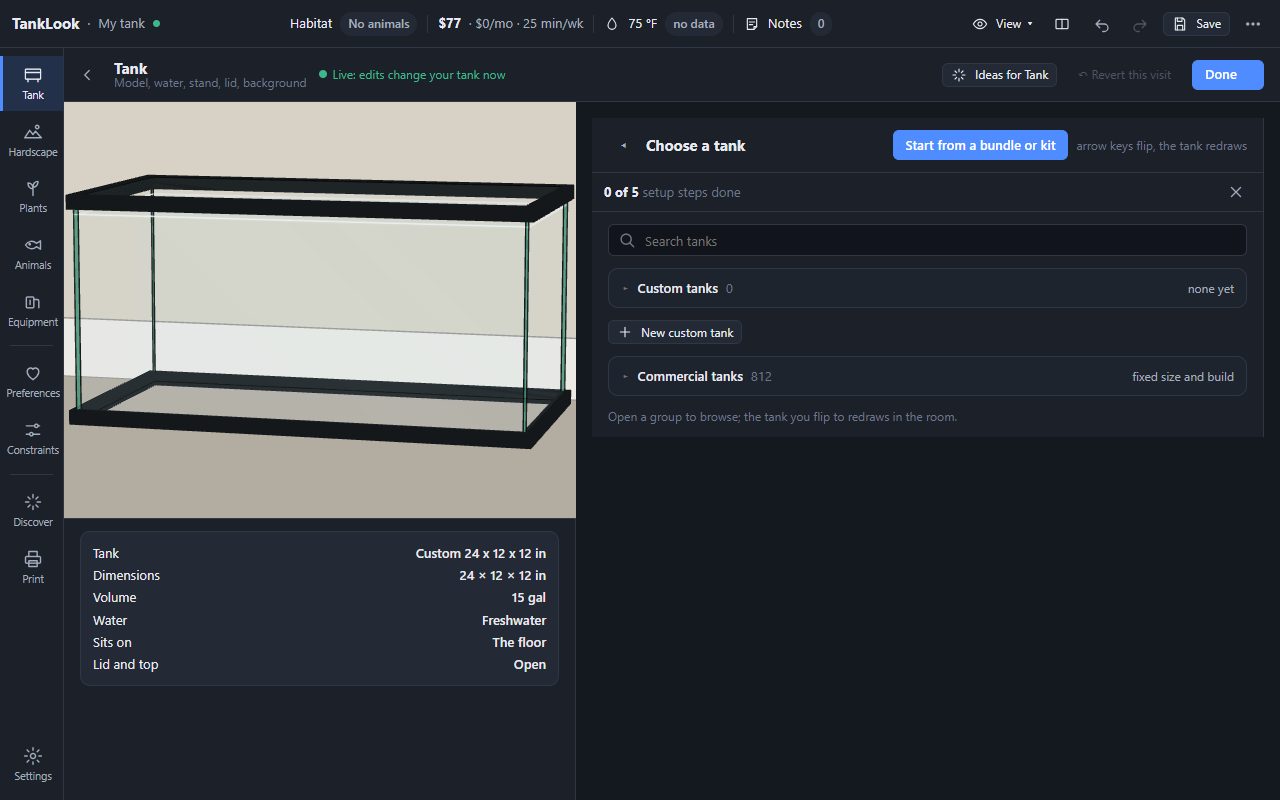 TankLook · My tank
Habitat No animals $77 · $0/mo · 25 min/wk 75 °F no data Notes 0
View Save
Tank
Model, water, stand, lid, background
Live: edits change your tank now
Ideas for Tank
Revert this visit
Done
Tank
Hardscape
Plants
Animals
Equipment
Preferences
Constraints
Discover
Print
Settings
Choose a tank
Start from a bundle or kit
arrow keys flip, the tank redraws
0 of 5 setup steps done
Search tanks
Custom tanks 0 none yet
New custom tank
Commercial tanks 812 fixed size and build
Open a group to browse; the tank you flip to redraws in the room.
Tank Custom 24 x 12 x 12 in
Dimensions 24 × 12 × 12 in
Volume 15 gal
Water Freshwater
Sits on The floor
Lid and top Open